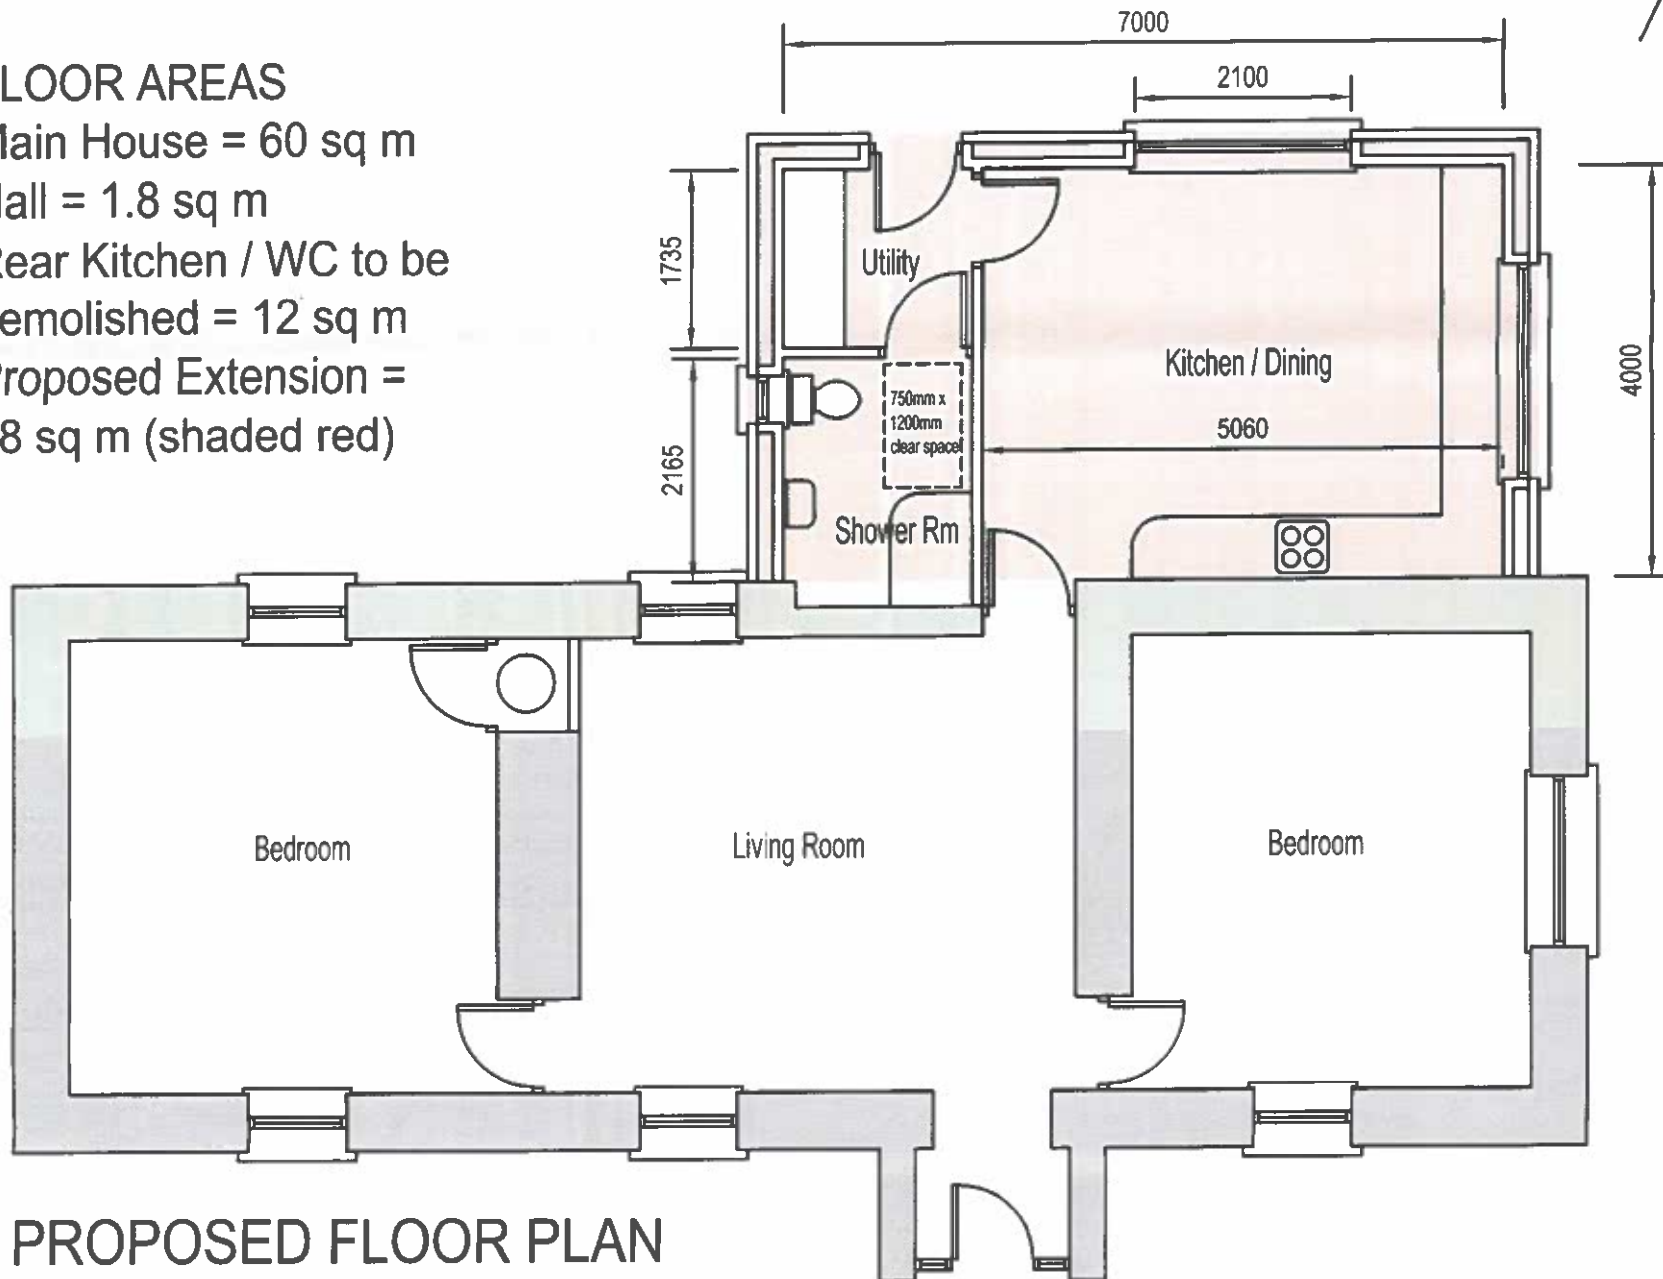 LOOR AREAS
Main House = 60 sq m
Hall = 1.8 sq m
Rear Kitchen / WC to be
emolished = 12 sq m
Proposed Extension =
8 sq m (shaded red)
7000
2100
1735
Utility
Kitchen / Dining
4000
750mm x
1200mm
clear space
5060
2165
Shower Rm
Bedroom
Living Room
Bedroom
PROPOSED FLOOR PLAN